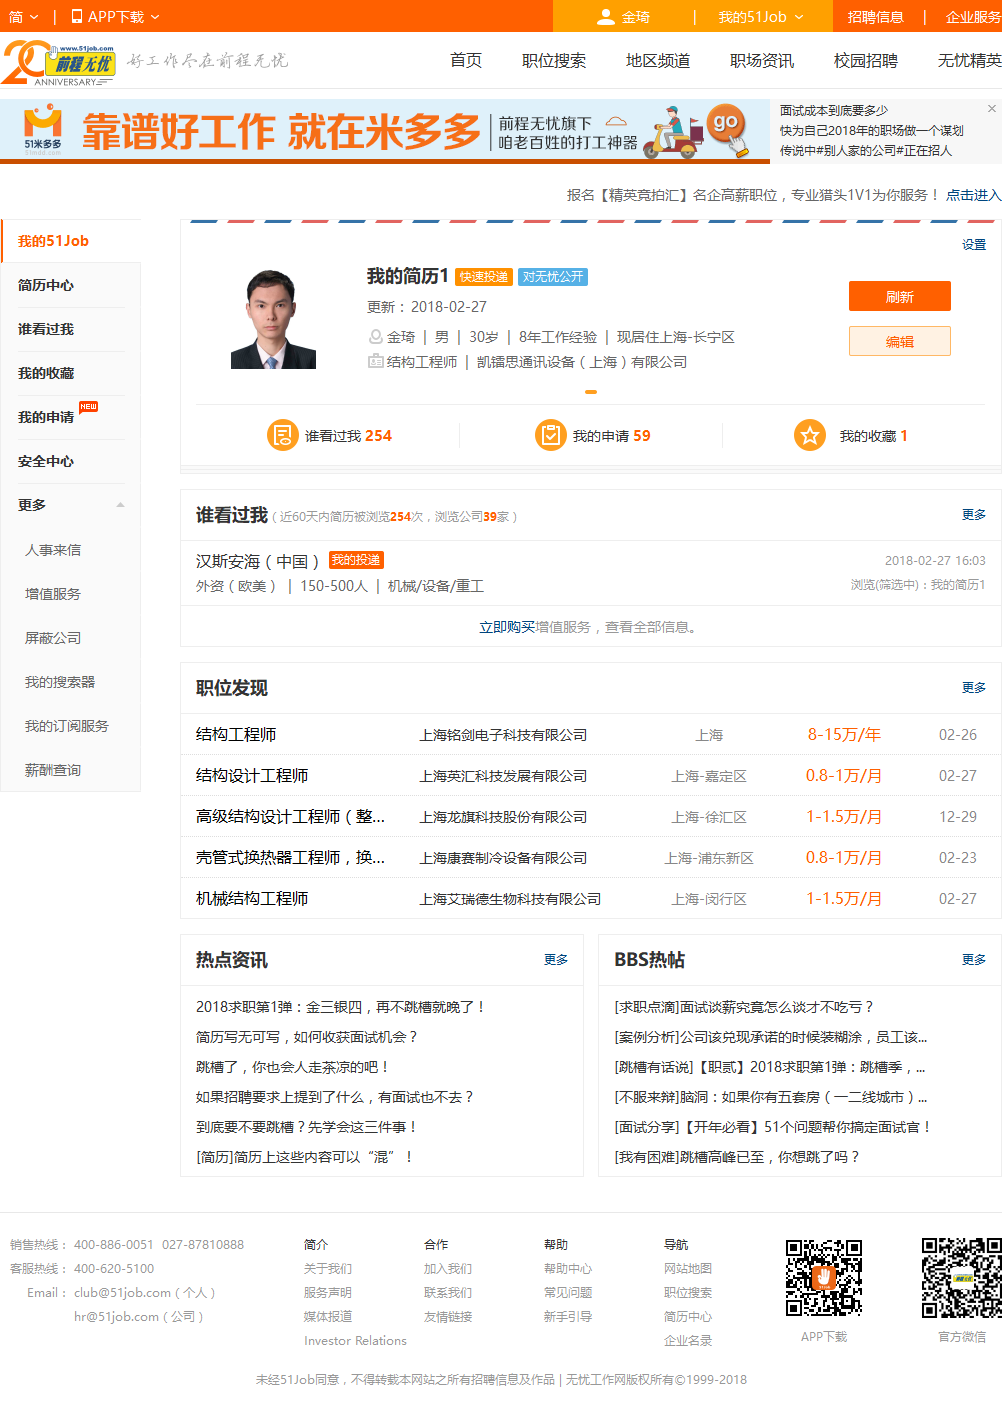 简 | APP下载 金琦 | 我的51Job 招聘信息 | 企业服务
www.51job.com
前程无忧
20
ANNIVERSARY
好工作尽在前程无忧
首页 职位搜索 地区频道 职场资讯 校园招聘 无忧精英
51米多多
51mdd.com
靠谱好工作 就在米多多
前程无忧旗下
咱老百姓的打工神器
go
面试成本到底要多少
快为自己2018年的职场做一个谋划
传说中#别人家的公司#正在招人
报名【精英竞拍汇】名企高薪职位，专业猎头1V1为你服务！ 点击进入
我的51Job
简历中心
谁看过我
我的收藏
我的申请 NEW
安全中心
更多
人事来信
增值服务
屏蔽公司
我的搜索器
我的订阅服务
薪酬查询
设置
我的简历1 快速投递 对无忧公开
更新：2018-02-27
金琦 | 男 | 30岁 | 8年工作经验 | 现居住上海-长宁区
结构工程师 | 凯镭思通讯设备（上海）有限公司
刷新
编辑
谁看过我 254 我的申请 59 我的收藏 1
谁看过我（近60天内简历被浏览254次，浏览公司39家） 更多
汉斯安海（中国） 我的投递 2018-02-27 16:03
外资（欧美） | 150-500人 | 机械/设备/重工 浏览(筛选中)：我的简历1
立即购买增值服务，查看全部信息。
职位发现 更多
结构工程师 上海铭剑电子科技有限公司 上海 8-15万/年 02-26
结构设计工程师 上海英汇科技发展有限公司 上海-嘉定区 0.8-1万/月 02-27
高级结构设计工程师（整... 上海龙旗科技股份有限公司 上海-徐汇区 1-1.5万/月 12-29
壳管式换热器工程师，换... 上海康赛制冷设备有限公司 上海-浦东新区 0.8-1万/月 02-23
机械结构工程师 上海艾瑞德生物科技有限公司 上海-闵行区 1-1.5万/月 02-27
热点资讯 更多
2018求职第1弹：金三银四，再不跳槽就晚了！
简历写无可写，如何收获面试机会？
跳槽了，你也会人走茶凉的吧！
如果招聘要求上提到了什么，有面试也不去？
到底要不要跳槽？先学会这三件事！
[简历]简历上这些内容可以“混”！
BBS热帖 更多
[求职点滴]面试谈薪究竟怎么谈才不吃亏？
[案例分析]公司该兑现承诺的时候装糊涂，员工该...
[跳槽有话说]【职贰】2018求职第1弹：跳槽季，...
[不服来辩]脑洞：如果你有五套房（一二线城市）...
[面试分享]【开年必看】51个问题帮你搞定面试官！
[我有困难]跳槽高峰已至，你想跳了吗？
销售热线： 400-886-0051 027-87810888
客服热线： 400-620-5100
Email： club@51job.com（个人）
hr@51job.com（公司）
简介
关于我们
服务声明
媒体报道
Investor Relations
合作
加入我们
联系我们
友情链接
帮助
帮助中心
常见问题
新手引导
导航
网站地图
职位搜索
简历中心
企业名录
APP下载
官方微信
未经51Job同意，不得转载本网站之所有招聘信息及作品 | 无忧工作网版权所有©1999-2018